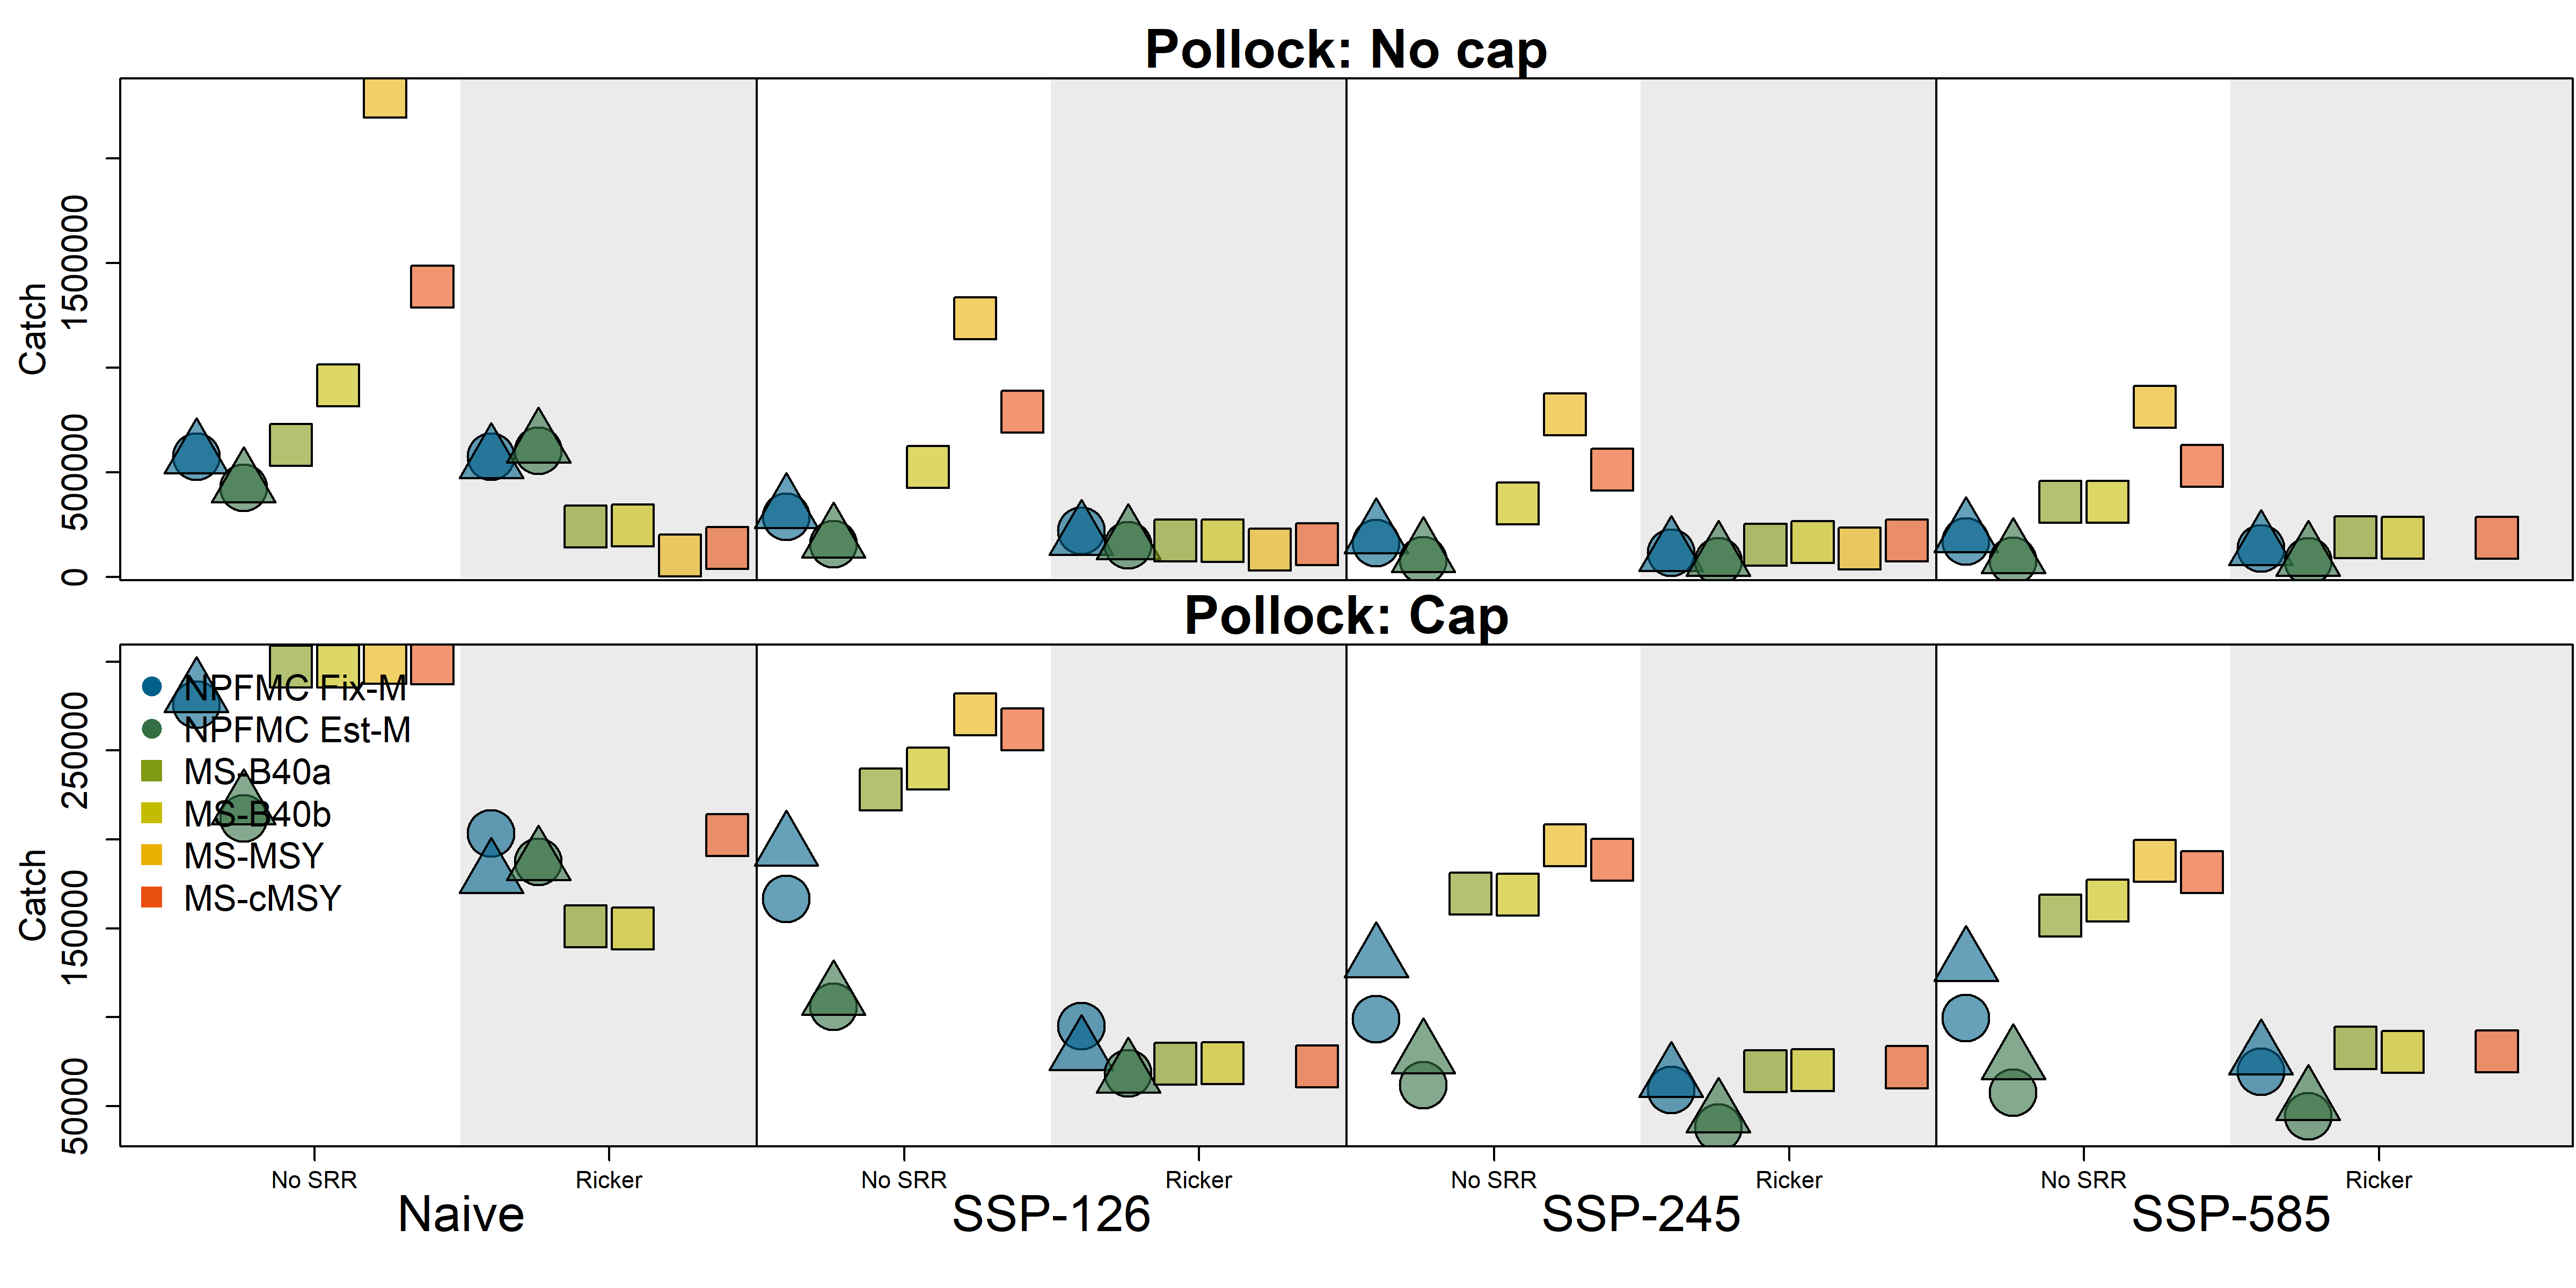 Pollock: No cap
Catch
1500000
500000
0
Pollock: Cap
Catch
250000
150000
50000
NPFMC Fix-M
NPFMC Est-M
MS-B40a
MS-B40b
MS-MSY
MS-cMSY
No SRR Ricker No SRR Ricker No SRR Ricker No SRR Ricker
Naive SSP-126 SSP-245 SSP-585